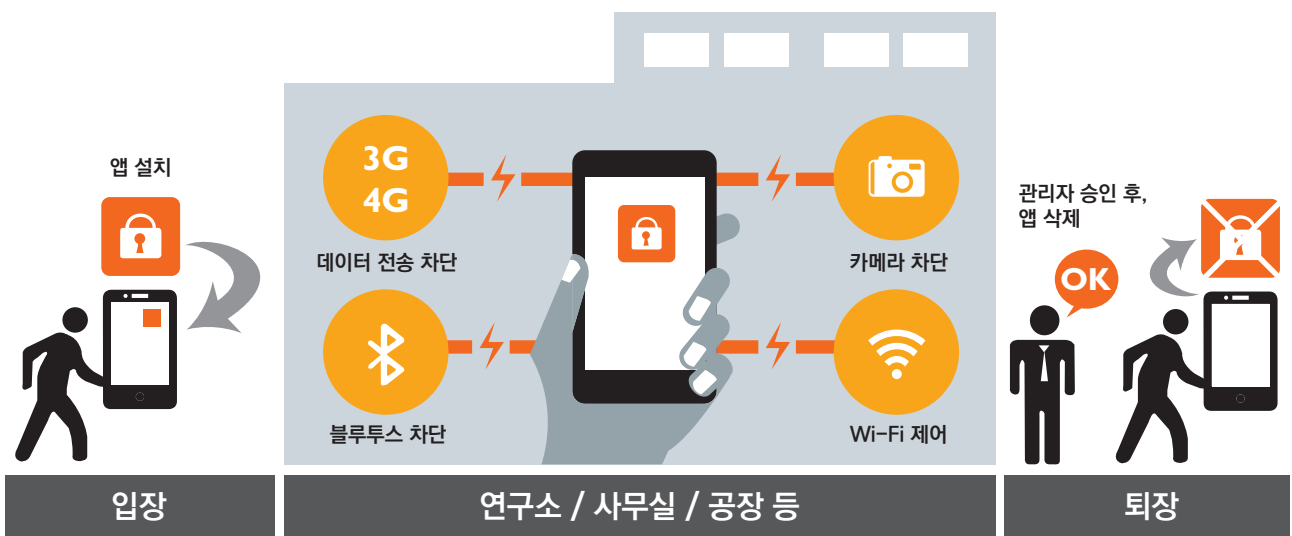 앱 설치
3G
4G
데이터 전송 차단
블루투스 차단
카메라 차단
Wi-Fi 제어
관리자 승인 후,
앱 삭제
OK
입장
연구소 / 사무실 / 공장 등
퇴장